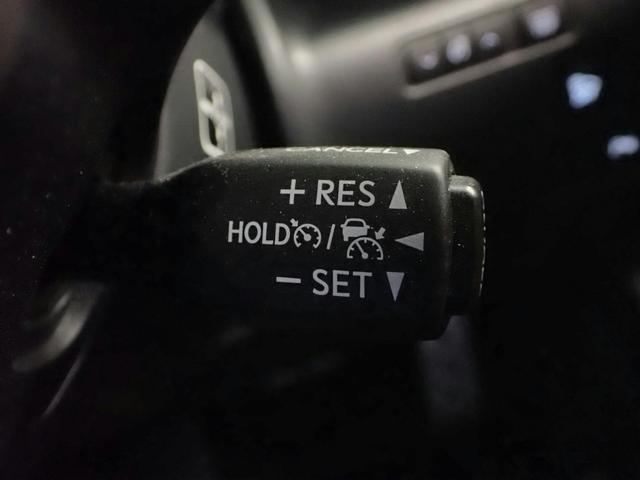 CANCEL
+ RES
HOLD /
- SET